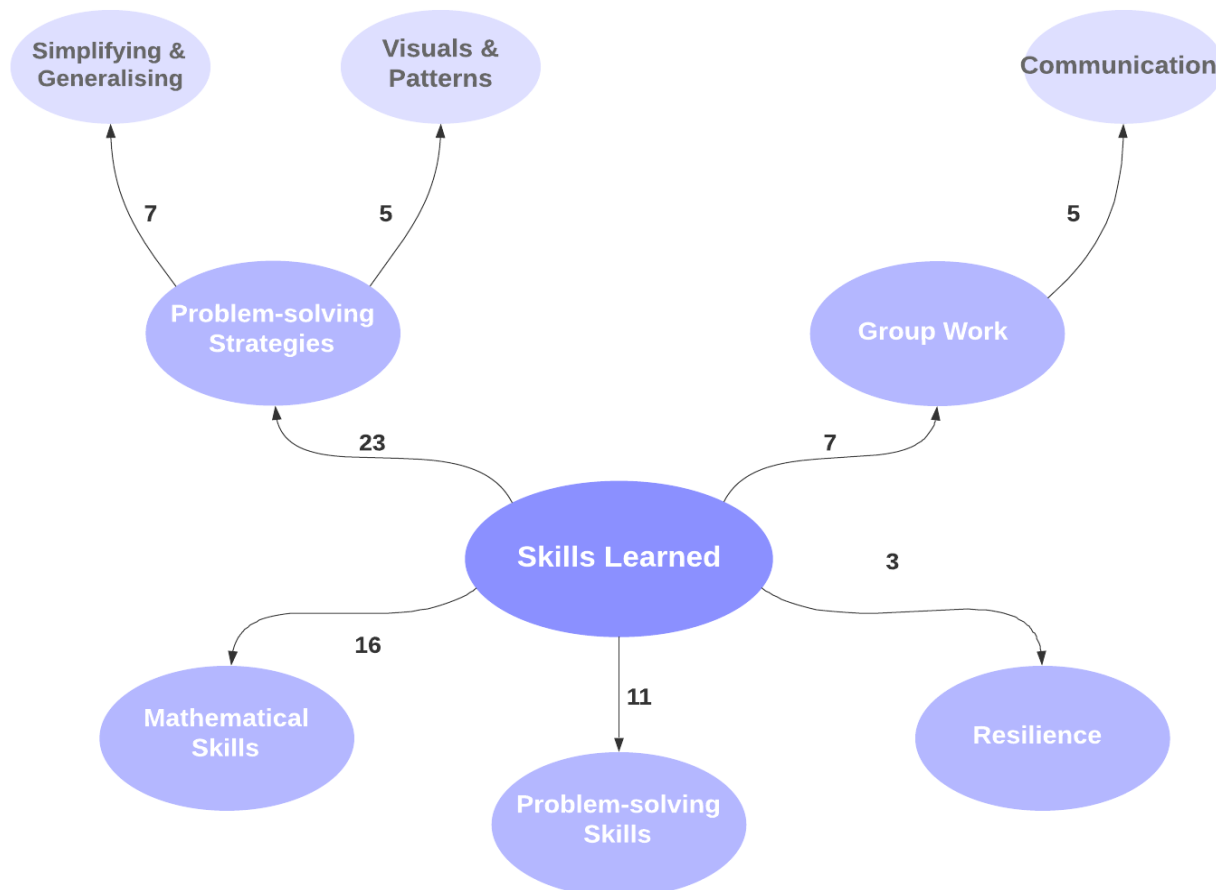 Simplifying &
Generalising
Visuals &
Patterns
Communication
7
5
5
Problem-solving
Strategies
Group Work
23
7
Skills Learned
3
16
11
Mathematical
Skills
Problem-solving
Skills
Resilience